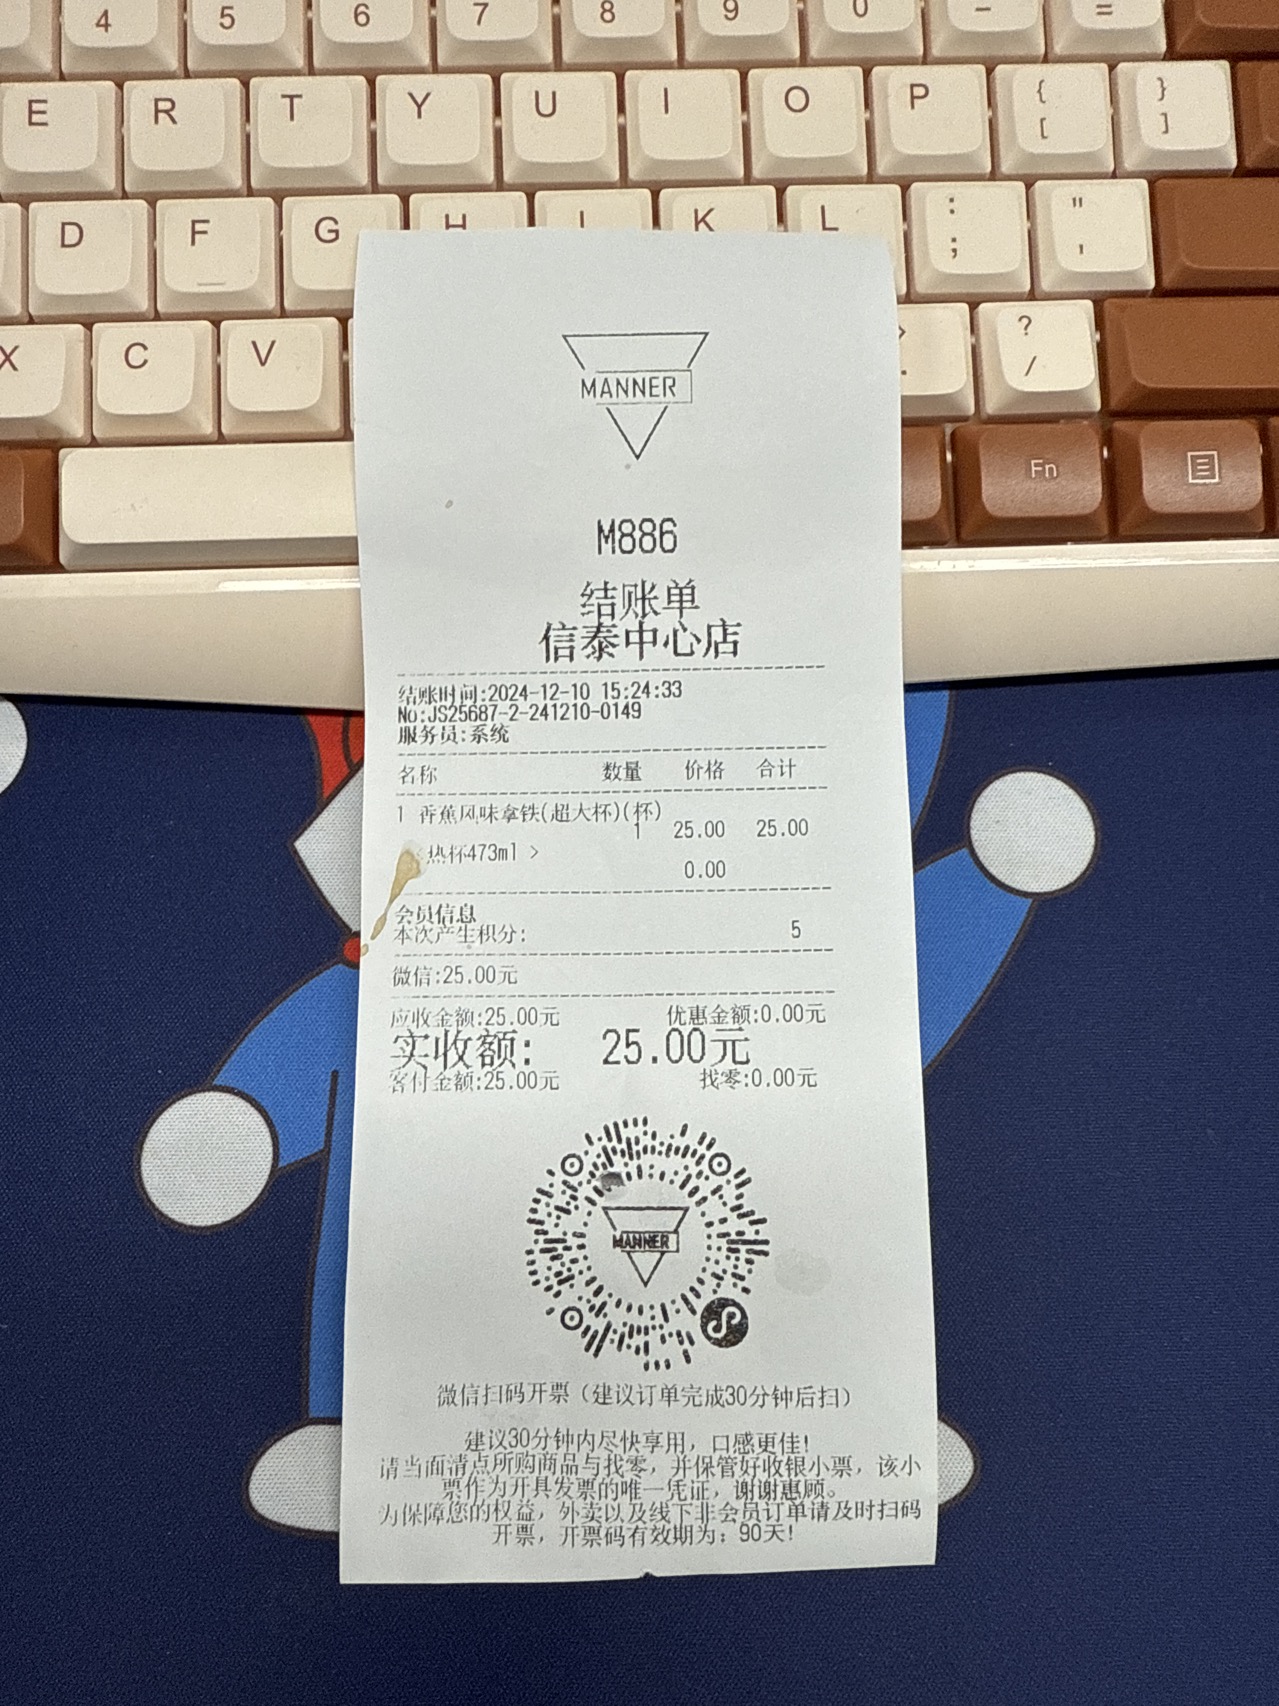 4 5 6 7 8 9 0 - =
E R T Y U I O P { [ } ]
D F G H J K L : ; " '
X C V > . ? /
Fn
MANNER
M886
结账单
信泰中心店
结账时间:2024-12-10 15:24:33
No:JS25687-2-241210-0149
服务员:系统
名称 数量 价格 合计
1 香蕉风味拿铁(超大杯)(杯)
1 25.00 25.00
热杯473ml >
0.00
会员信息
本次产生积分: 5
微信:25.00元
应收金额:25.00元 优惠金额:0.00元
实收额: 25.00元
客付金额:25.00元 找零:0.00元
MANNER
微信扫码开票（建议订单完成30分钟后扫）
建议30分钟内尽快享用，口感更佳!
请当面清点所购商品与找零，并保管好收银小票，该小
票作为开具发票的唯一凭证，谢谢惠顾。
为保障您的权益，外卖以及线下非会员订单请及时扫码
开票，开票码有效期为：90天!